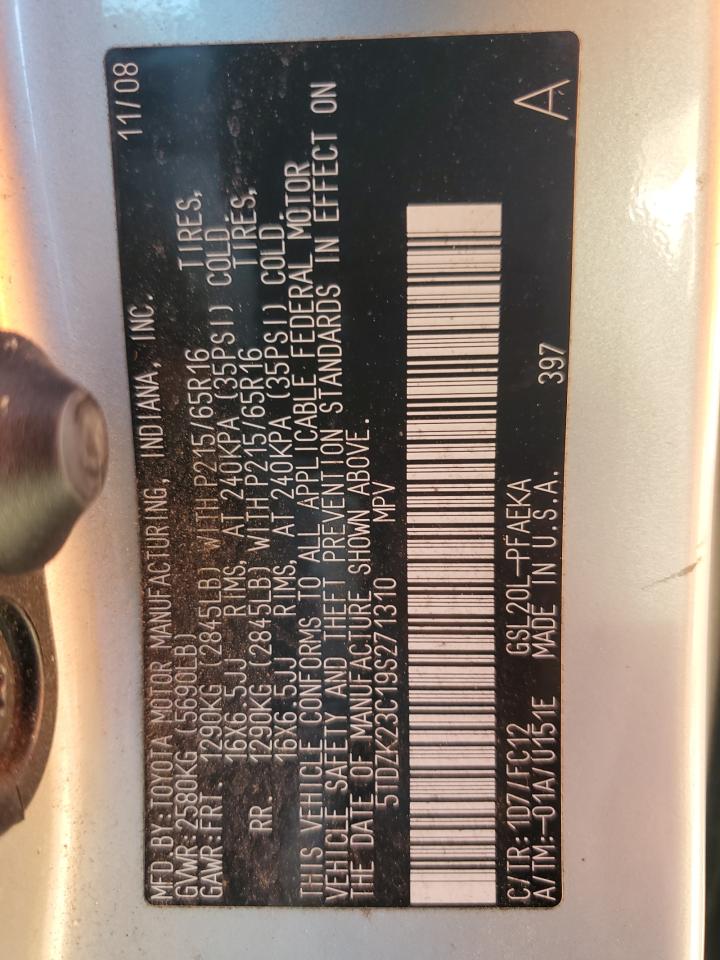 MFD BY:TOYOTA MOTOR MANUFACTURING, INDIANA, INC. 11/08
GVWR:2580KG (5690LB)
GAWR:FRT. 1290KG (2845LB) WITH P215/65R16 TIRES,
16X6.5JJ RIMS, AT 240KPA (35PSI) COLD.
RR. 1290KG (2845LB) WITH P215/65R16 TIRES,
16X6.5JJ RIMS, AT 240KPA (35PSI) COLD.
THIS VEHICLE CONFORMS TO ALL APPLICABLE FEDERAL MOTOR
VEHICLE SAFETY AND THEFT PREVENTION STANDARDS IN EFFECT ON
THE DATE OF MANUFACTURE SHOWN ABOVE.
5TDZK23C19S271310 MPV
C/TR: 1D7/FC12 GSL20L-PFAEKA 397 A
A/TM:-01A/U151E MADE IN U.S.A.